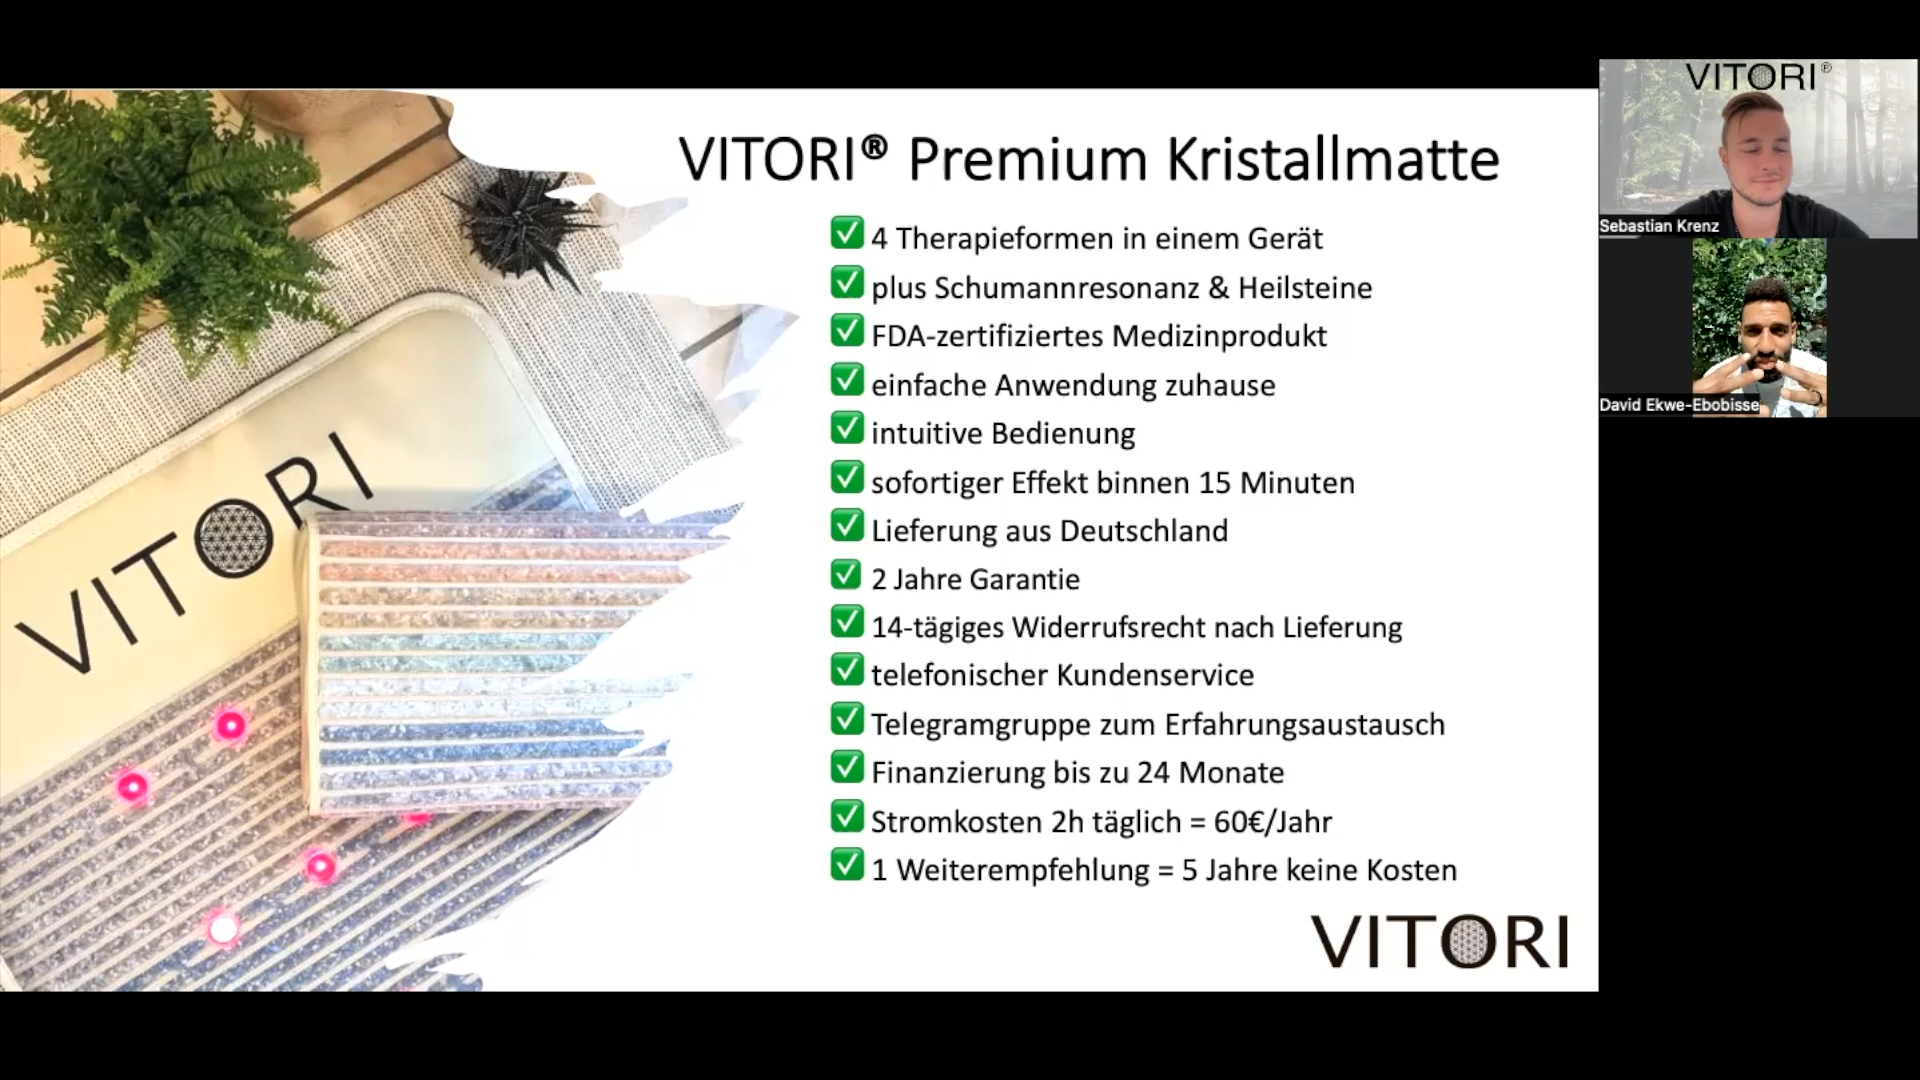 VITORI®
VITORI® Premium Kristallmatte
✅ 4 Therapieformen in einem Gerät
✅ plus Schumannresonanz & Heilsteine
✅ FDA-zertifiziertes Medizinprodukt
✅ einfache Anwendung zuhause
✅ intuitive Bedienung
✅ sofortiger Effekt binnen 15 Minuten
✅ Lieferung aus Deutschland
✅ 2 Jahre Garantie
✅ 14-tägiges Widerrufsrecht nach Lieferung
✅ telefonischer Kundenservice
✅ Telegramgruppe zum Erfahrungsaustausch
✅ Finanzierung bis zu 24 Monate
✅ Stromkosten 2h täglich = 60€/Jahr
✅ 1 Weiterempfehlung = 5 Jahre keine Kosten
VITORI
VITORI
Sebastian Krenz
David Ekwe-Ebobisse